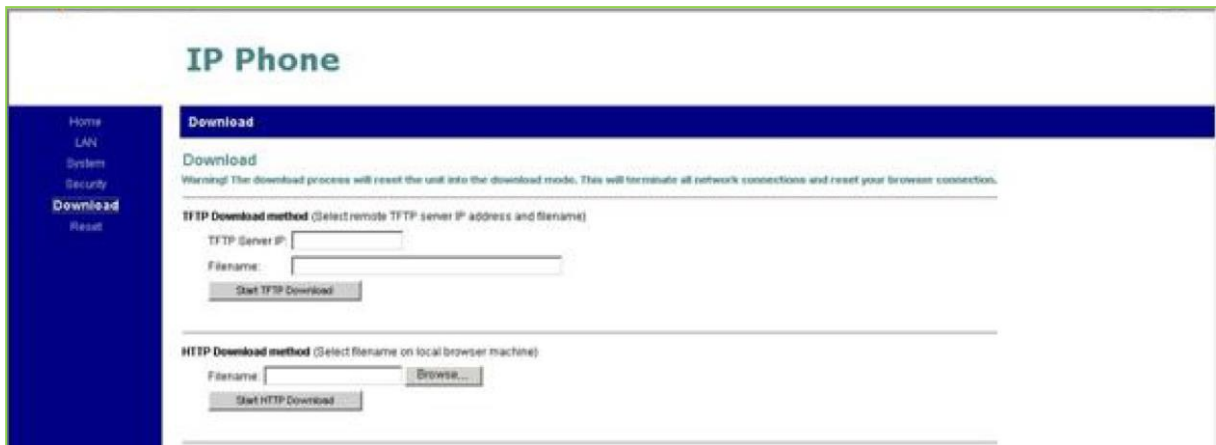 IP Phone
Home
LAN
System
Security
Download
Reset
Download
Download
Warning! The download process will reset the unit into the download mode. This will terminate all network connections and reset your browser connection.
TFTP Download method (Select remote TFTP server IP address and filename)
TFTP Server IP:
Filename:
Start TFTP Download
HTTP Download method (Select filename on local browser machine)
Filename:
Browse...
Start HTTP Download